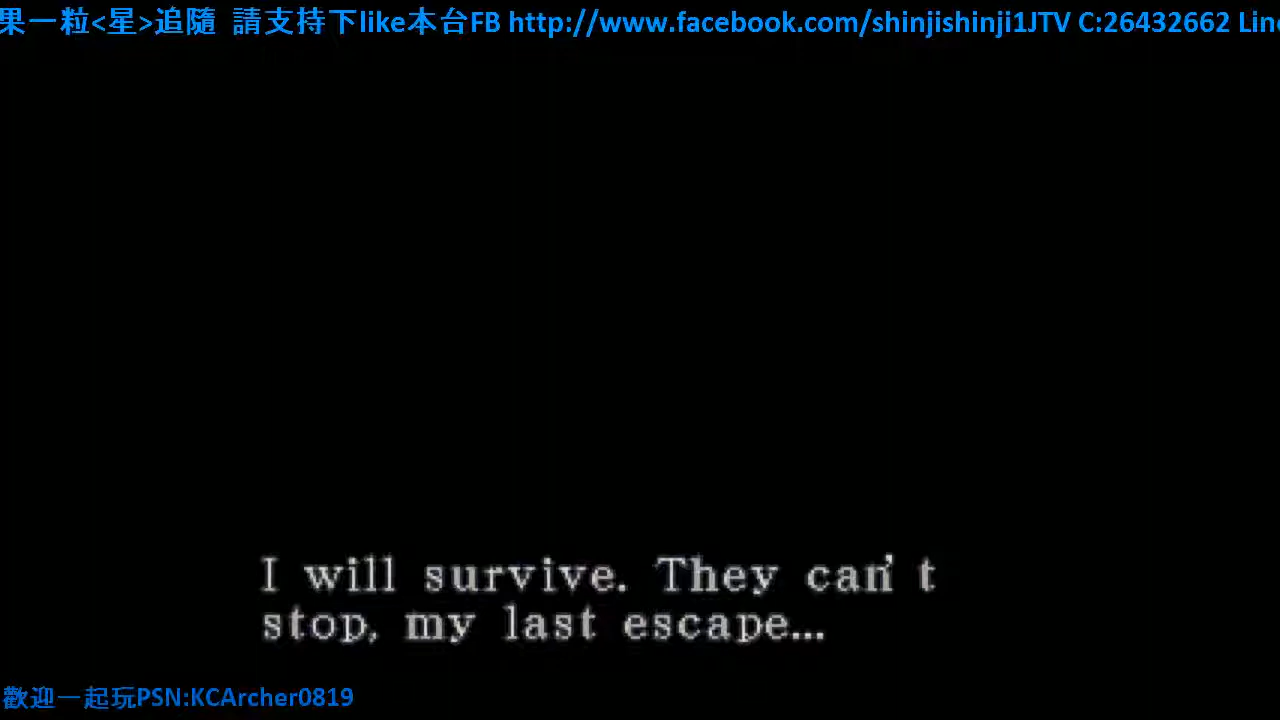 果一粒<星>追隨 請支持下like本台FB http://www.facebook.com/shinjishinji1JTV C:26432662 Line
I will survive. They can't
stop, my last escape...
歡迎一起玩PSN:KCArcher0819